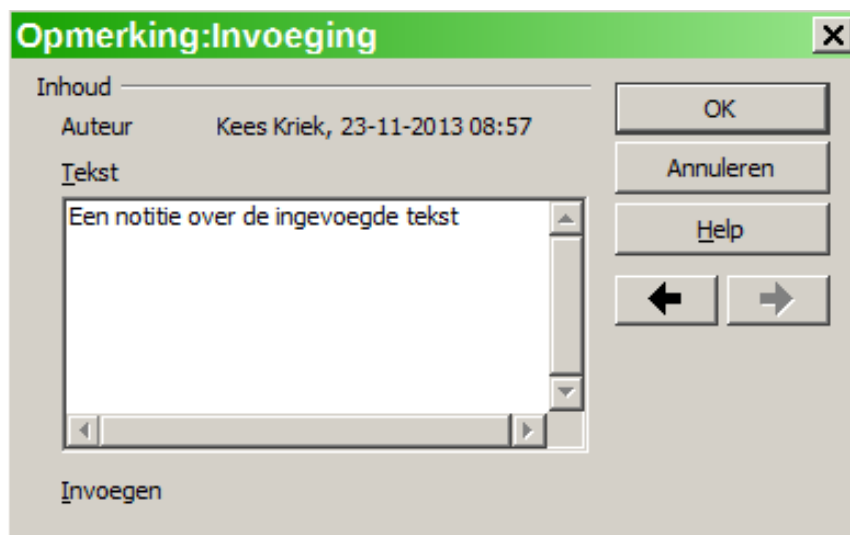 Opmerking:Invoeging
Inhoud
Auteur Kees Kriek, 23-11-2013 08:57
Tekst
Een notitie over de ingevoegde tekst
Invoegen
OK
Annuleren
Help